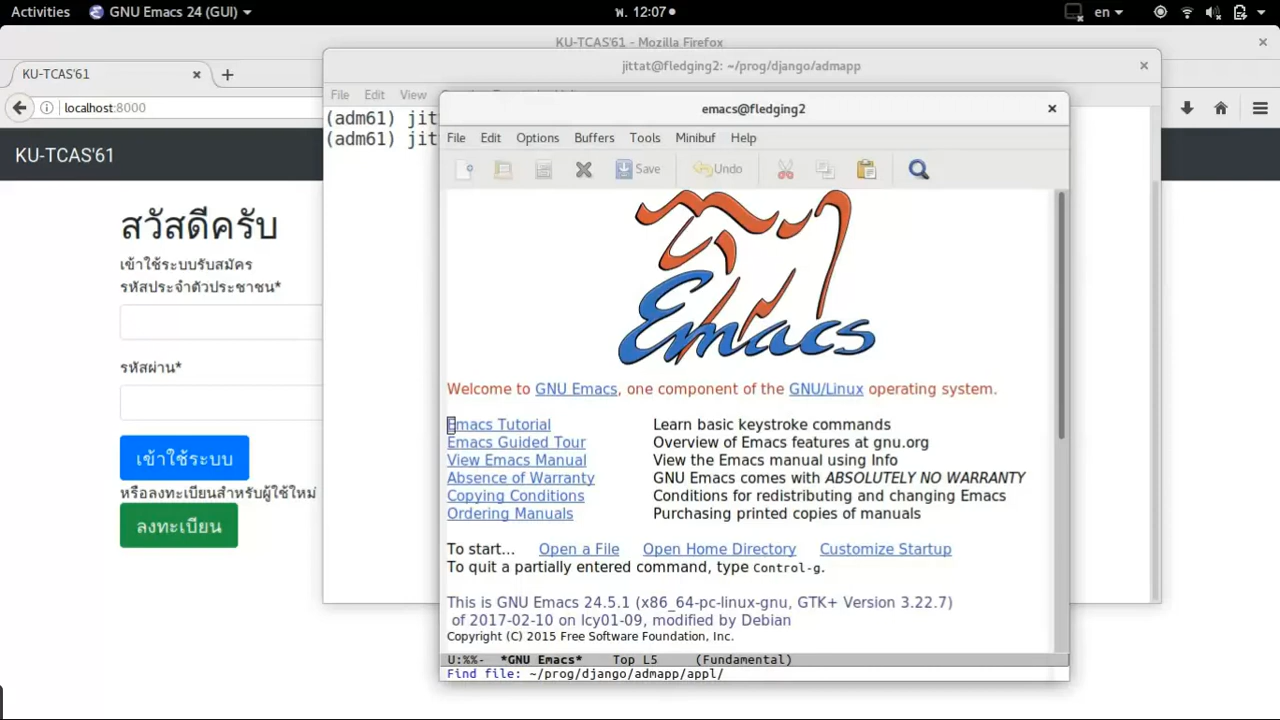 Activities GNU Emacs 24 (GUI) พ. 12:07 en
KU-TCAS'61 - Mozilla Firefox
KU-TCAS'61
jittat@fledging2: ~/prog/django/admapp
localhost:8000
File Edit View
(adm61) jit
(adm61) jit
emacs@fledging2
File Edit Options Buffers Tools Minibuf Help
Save Undo
KU-TCAS'61
สวัสดีครับ
เข้าใช้ระบบรับสมัคร
รหัสประจำตัวประชาชน*
รหัสผ่าน*
เข้าใช้ระบบ
หรือลงทะเบียนสำหรับผู้ใช้ใหม่
ลงทะเบียน
Emacs
Welcome to GNU Emacs, one component of the GNU/Linux operating system.
Emacs Tutorial Learn basic keystroke commands
Emacs Guided Tour Overview of Emacs features at gnu.org
View Emacs Manual View the Emacs manual using Info
Absence of Warranty GNU Emacs comes with ABSOLUTELY NO WARRANTY
Copying Conditions Conditions for redistributing and changing Emacs
Ordering Manuals Purchasing printed copies of manuals
To start... Open a File Open Home Directory Customize Startup
To quit a partially entered command, type Control-g.
This is GNU Emacs 24.5.1 (x86_64-pc-linux-gnu, GTK+ Version 3.22.7)
of 2017-02-10 on lcy01-09, modified by Debian
Copyright (C) 2015 Free Software Foundation, Inc.
U:%%- *GNU Emacs* Top L5 (Fundamental)
Find file: ~/prog/django/admapp/appl/